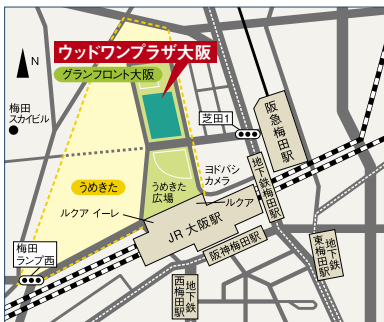 ウッドワンプラザ大阪
グランフロント大阪
N
梅田
スカイビル
芝田1
阪急梅田駅
うめきた
うめきた
広場
ヨドバシ
カメラ
地下鉄梅田駅
ルクア イーレ
ルクア
JR 大阪駅
梅田
ランプ西
阪神梅田駅
地下鉄
東梅田駅
地下鉄
西梅田駅